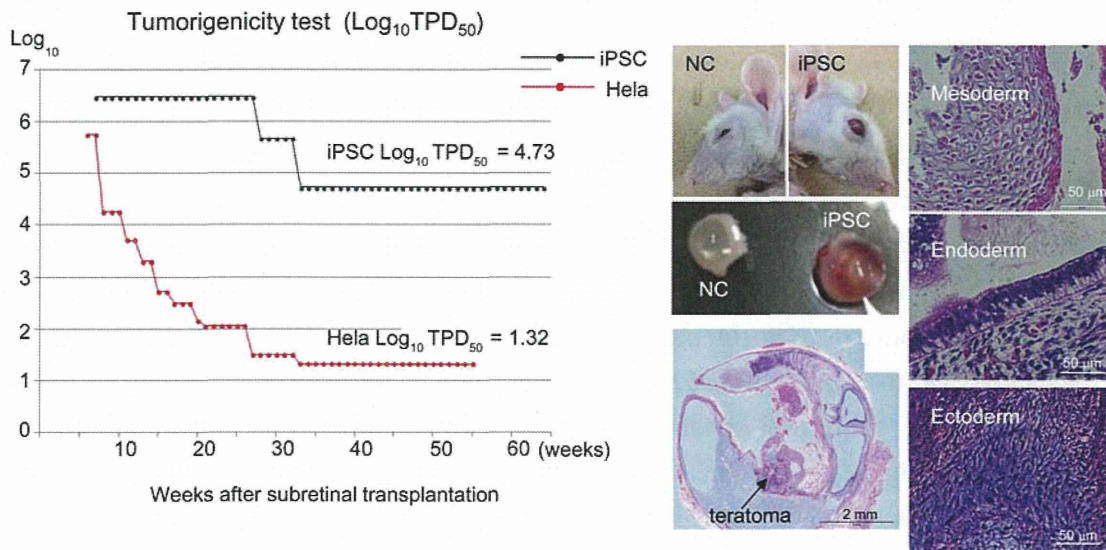 Tumorigenicity test (Log₁₀TPD₅₀)
Log₁₀
7
6
5
4
3
2
1
0
10 20 30 40 50 60 (weeks)
Weeks after subretinal transplantation
iPSC
Hela
iPSC Log₁₀ TPD₅₀ = 4.73
Hela Log₁₀ TPD₅₀ = 1.32
NC
iPSC
iPSC
NC
teratoma
2 mm
Mesoderm
50 μm
Endoderm
50 μm
Ectoderm
50 μm